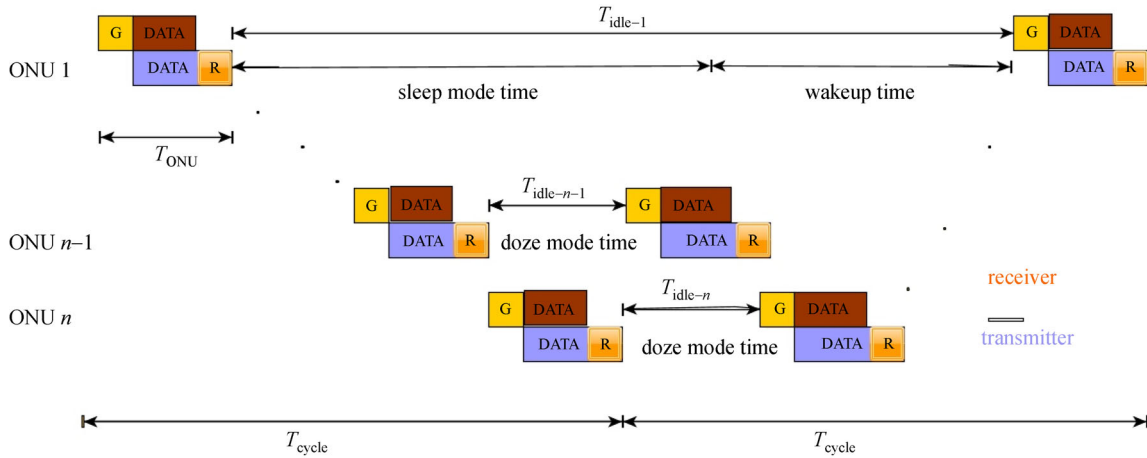 T_idle–1
G DATA G DATA
ONU 1 DATA R DATA R
sleep mode time wakeup time
T_ONU
T_idle–n–1
G DATA G DATA
ONU n–1 DATA R doze mode time DATA R
T_idle–n
receiver
ONU n G DATA G DATA
DATA R doze mode time DATA R transmitter
T_cycle T_cycle